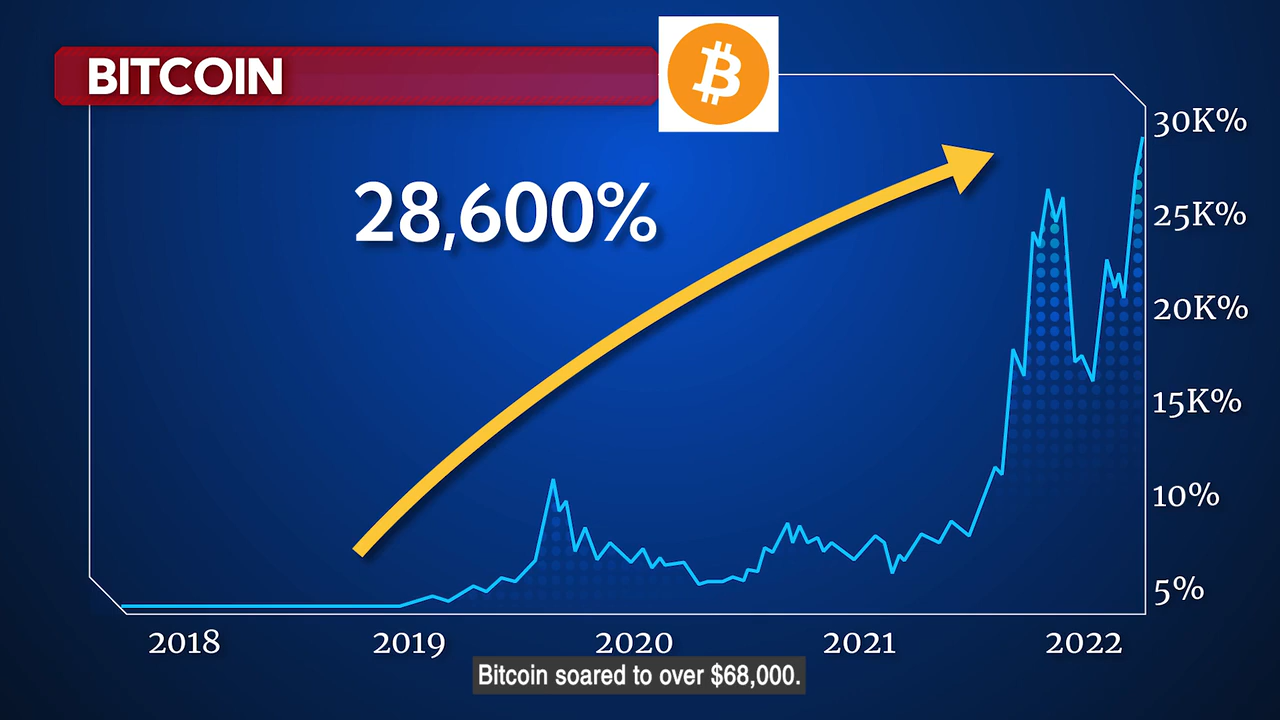 BITCOIN
28,600%
30K%
25K%
20K%
15K%
10%
5%
2018 2019 2020 2021 2022
Bitcoin soared to over $68,000.